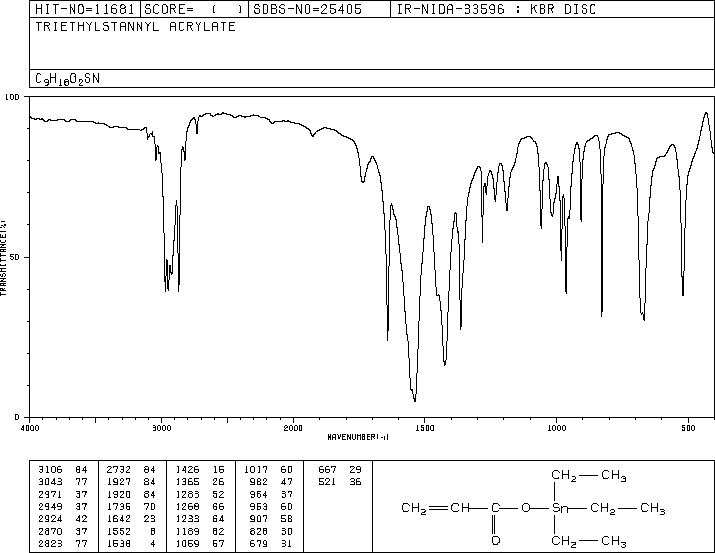 HIT-NO=11681 SCORE= ( ) SDBS-NO=25405 IR-NIDA-33596 : KBR DISC
TRIETHYLSTANNYL ACRYLATE
C9H18O2SN
100
50
0
TRANSMITTANCE(%)
4000 3000 2000 1500 1000 500
WAVENUMBER(-1)
3106 84 2732 84 1426 15 1017 60 667 29
3043 77 1927 84 1365 26 982 47 521 36
2971 37 1920 84 1283 52 964 37
2949 37 1736 70 1268 66 953 60
2924 42 1642 23 1233 64 907 58
2870 37 1552 8 1189 62 828 30
2823 77 1538 4 1059 57 679 31
CH2—CH3
CH2=CH—C—O—Sn—CH2—CH3
O CH2—CH3